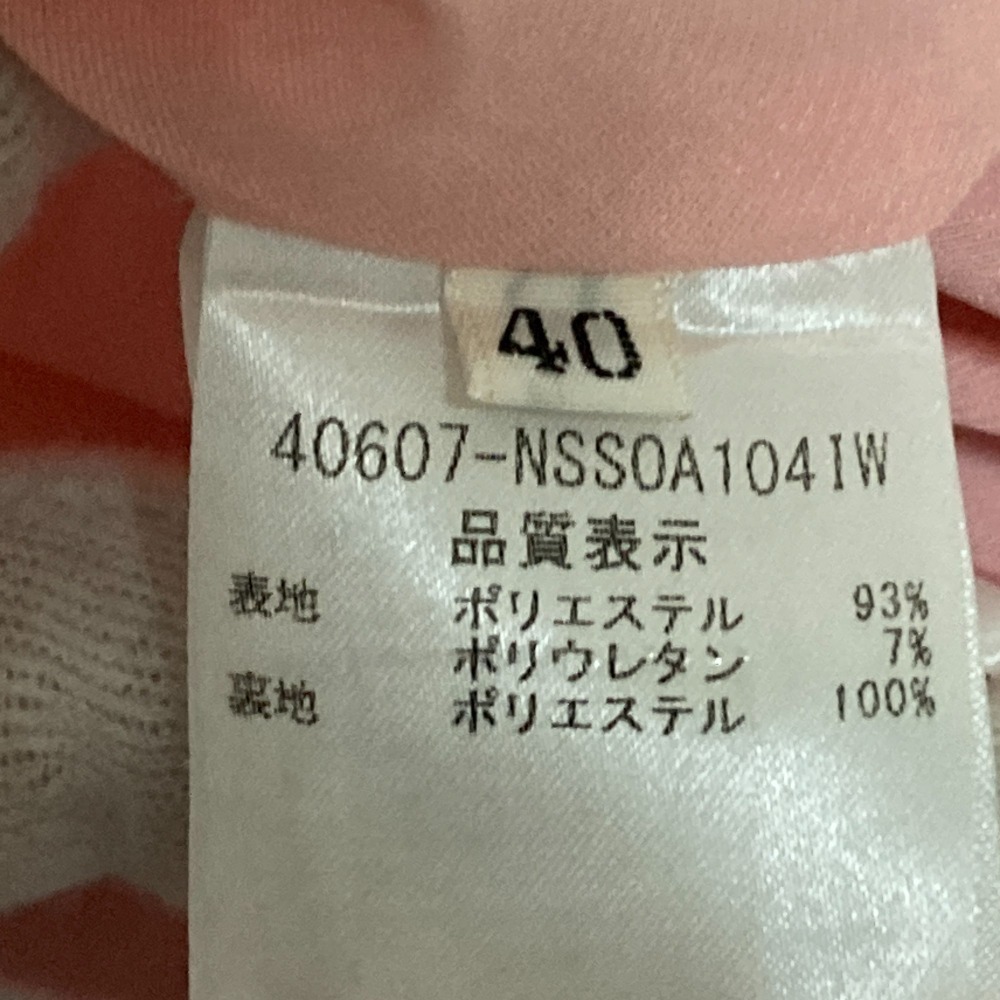 40
40607-NSSOA104IW
品質表示
表地 ポリエステル 93%
ポリウレタン 7%
裏地 ポリエステル 100%